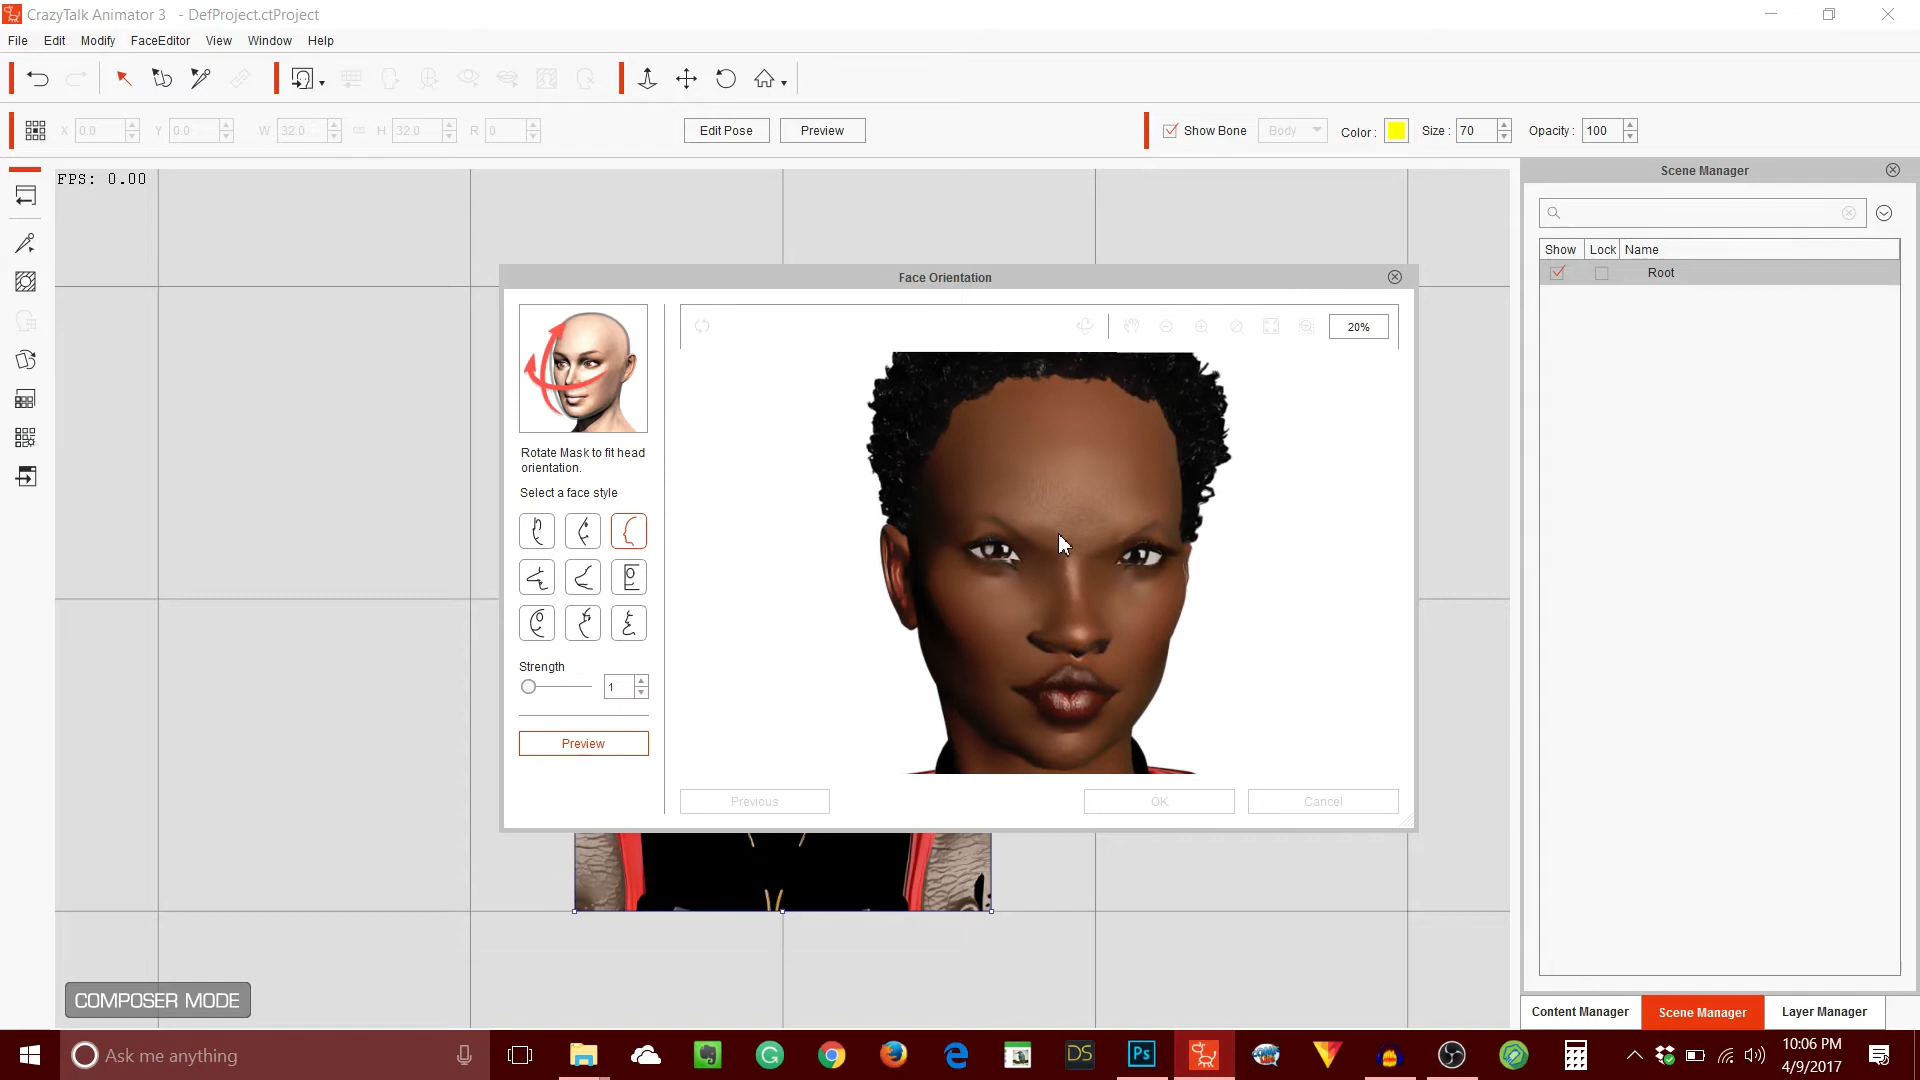 CrazyTalk Animator 3   - DefProject.ctProject
File Edit Modify FaceEditor View Window Help
X 0.0 Y 0.0 W 32.0 H 32.0 R 0 Edit Pose Preview Show Bone Body Color : Size : 70 Opacity : 100
FPS: 0.00
Scene Manager
Show Lock Name
Root
Face Orientation
20%
Rotate Mask to fit head
orientation.
Select a face style
Strength
1
Preview
Previous OK Cancel
COMPOSER MODE
Content Manager Scene Manager Layer Manager
Ask me anything
DS
Ps
10:06 PM
4/9/2017